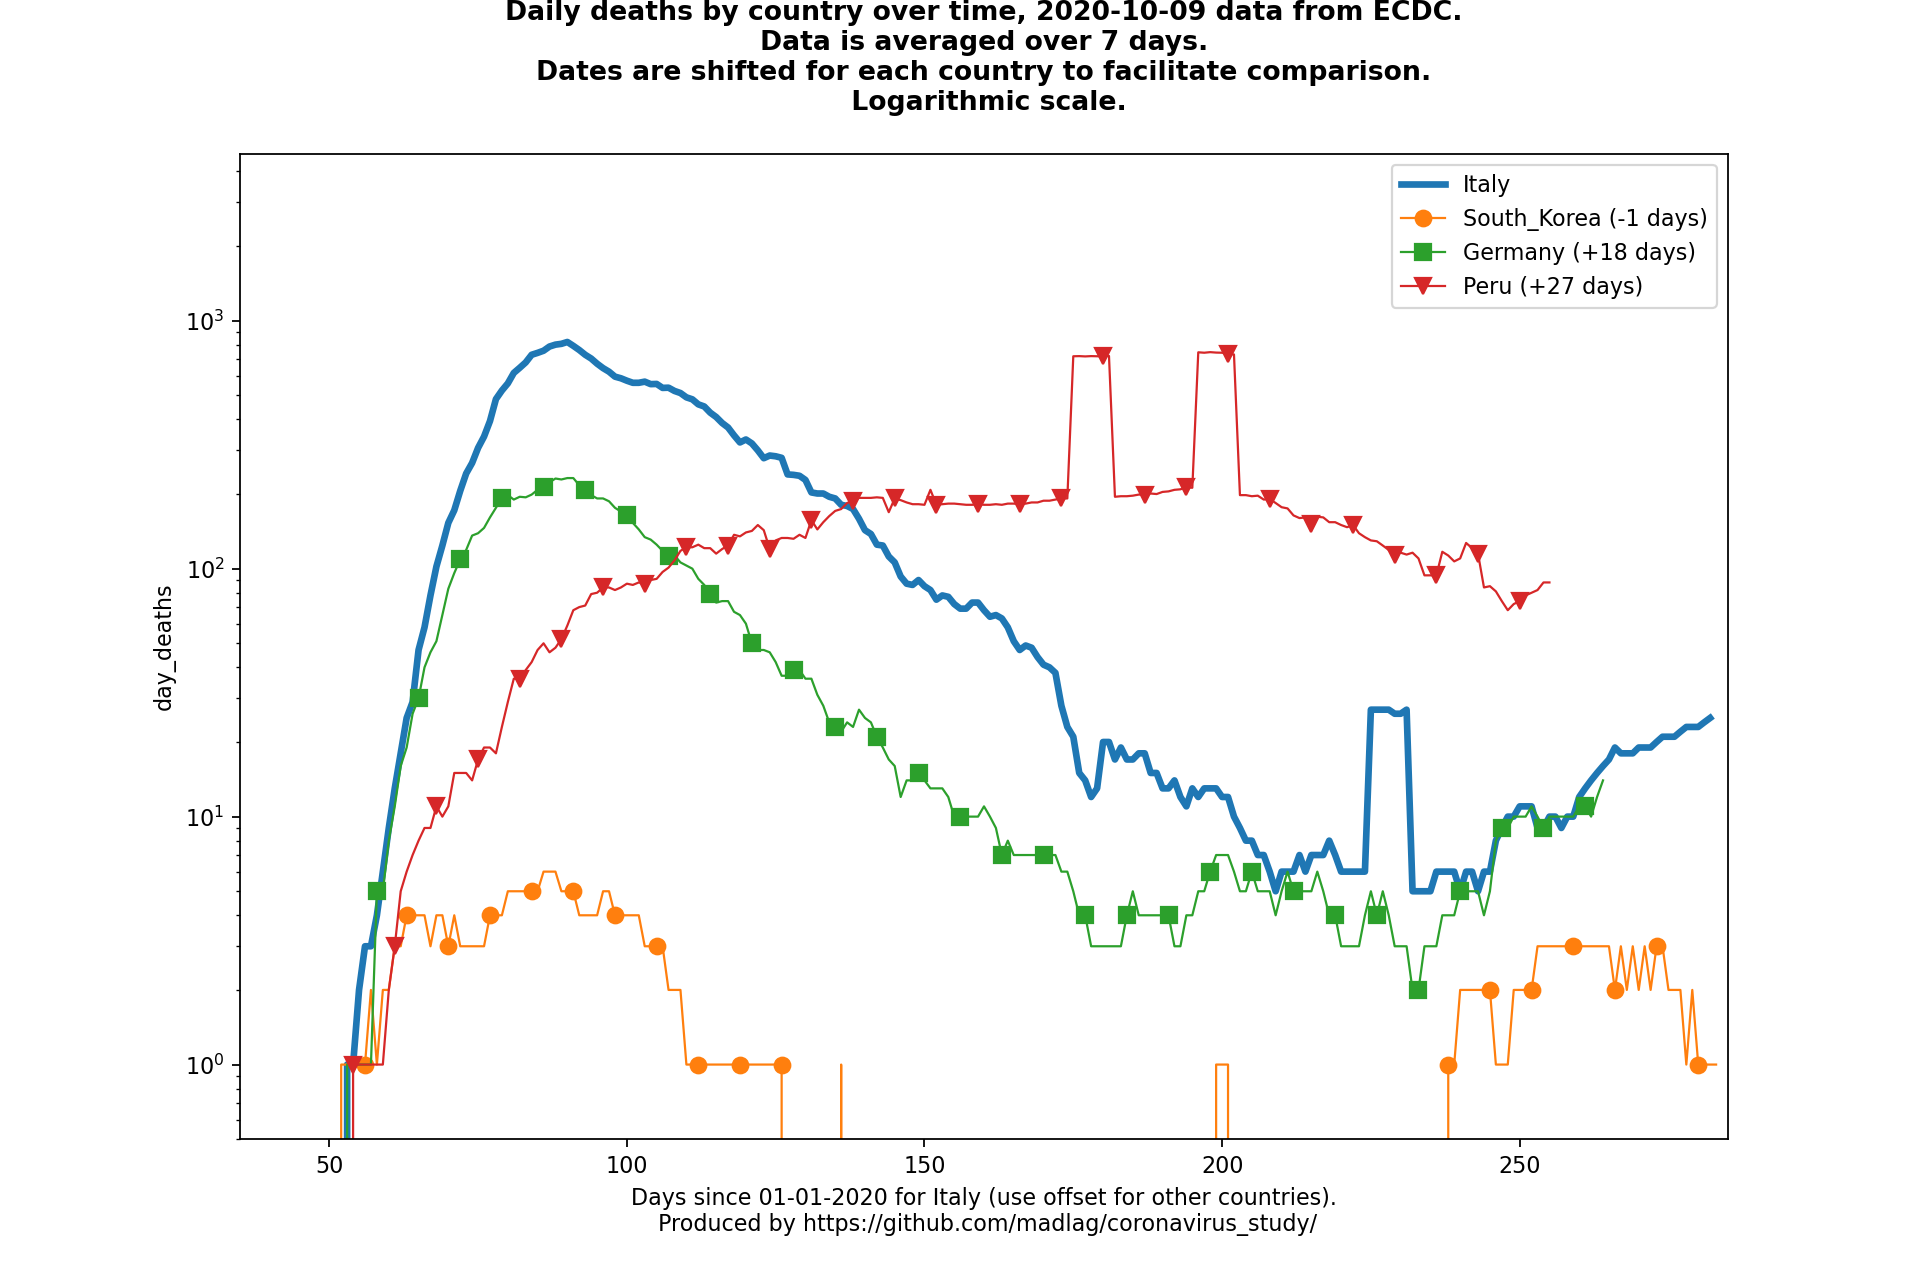 Daily deaths by country over time, 2020-10-09 data from ECDC.
Data is averaged over 7 days.
Dates are shifted for each country to facilitate comparison.
Logarithmic scale.
Italy
South_Korea (-1 days)
Germany (+18 days)
Peru (+27 days)
10³
10²
10¹
10⁰
day_deaths
50 100 150 200 250
Days since 01-01-2020 for Italy (use offset for other countries).
Produced by https://github.com/madlag/coronavirus_study/